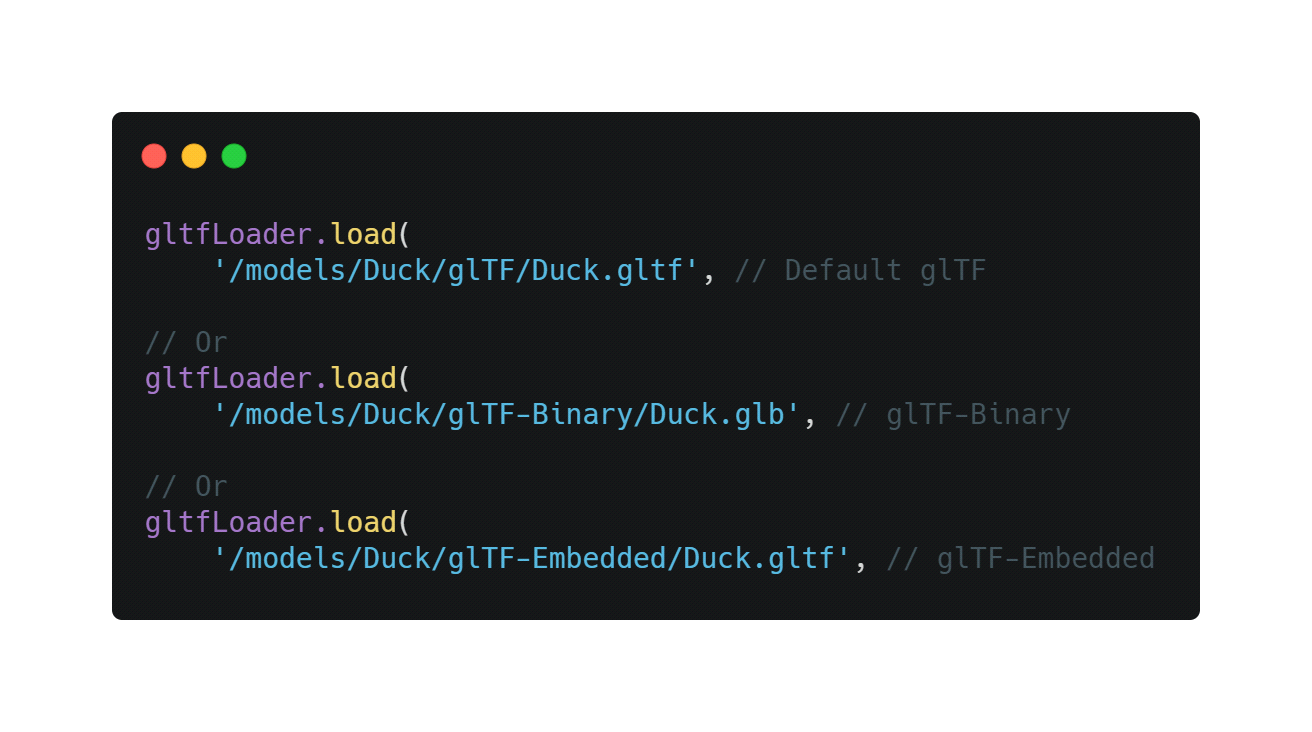 gltfLoader.load(
    '/models/Duck/glTF/Duck.gltf', // Default glTF
// Or
gltfLoader.load(
    '/models/Duck/glTF-Binary/Duck.glb', // glTF-Binary
// Or
gltfLoader.load(
    '/models/Duck/glTF-Embedded/Duck.gltf', // glTF-Embedded